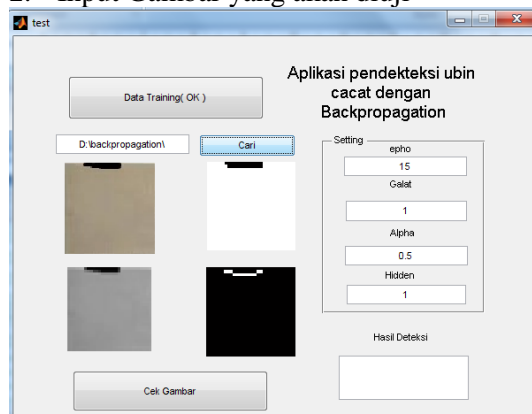 2. Input Gambar yang akan diuji
test
Aplikasi pendekteksi ubin
cacat dengan
Backpropagation
Data Training( OK )
D:\backpropagation\
Cari
Setting
epho
15
Galat
1
Alpha
0.5
Hidden
1
Hasil Deteksi
Cek Gambar